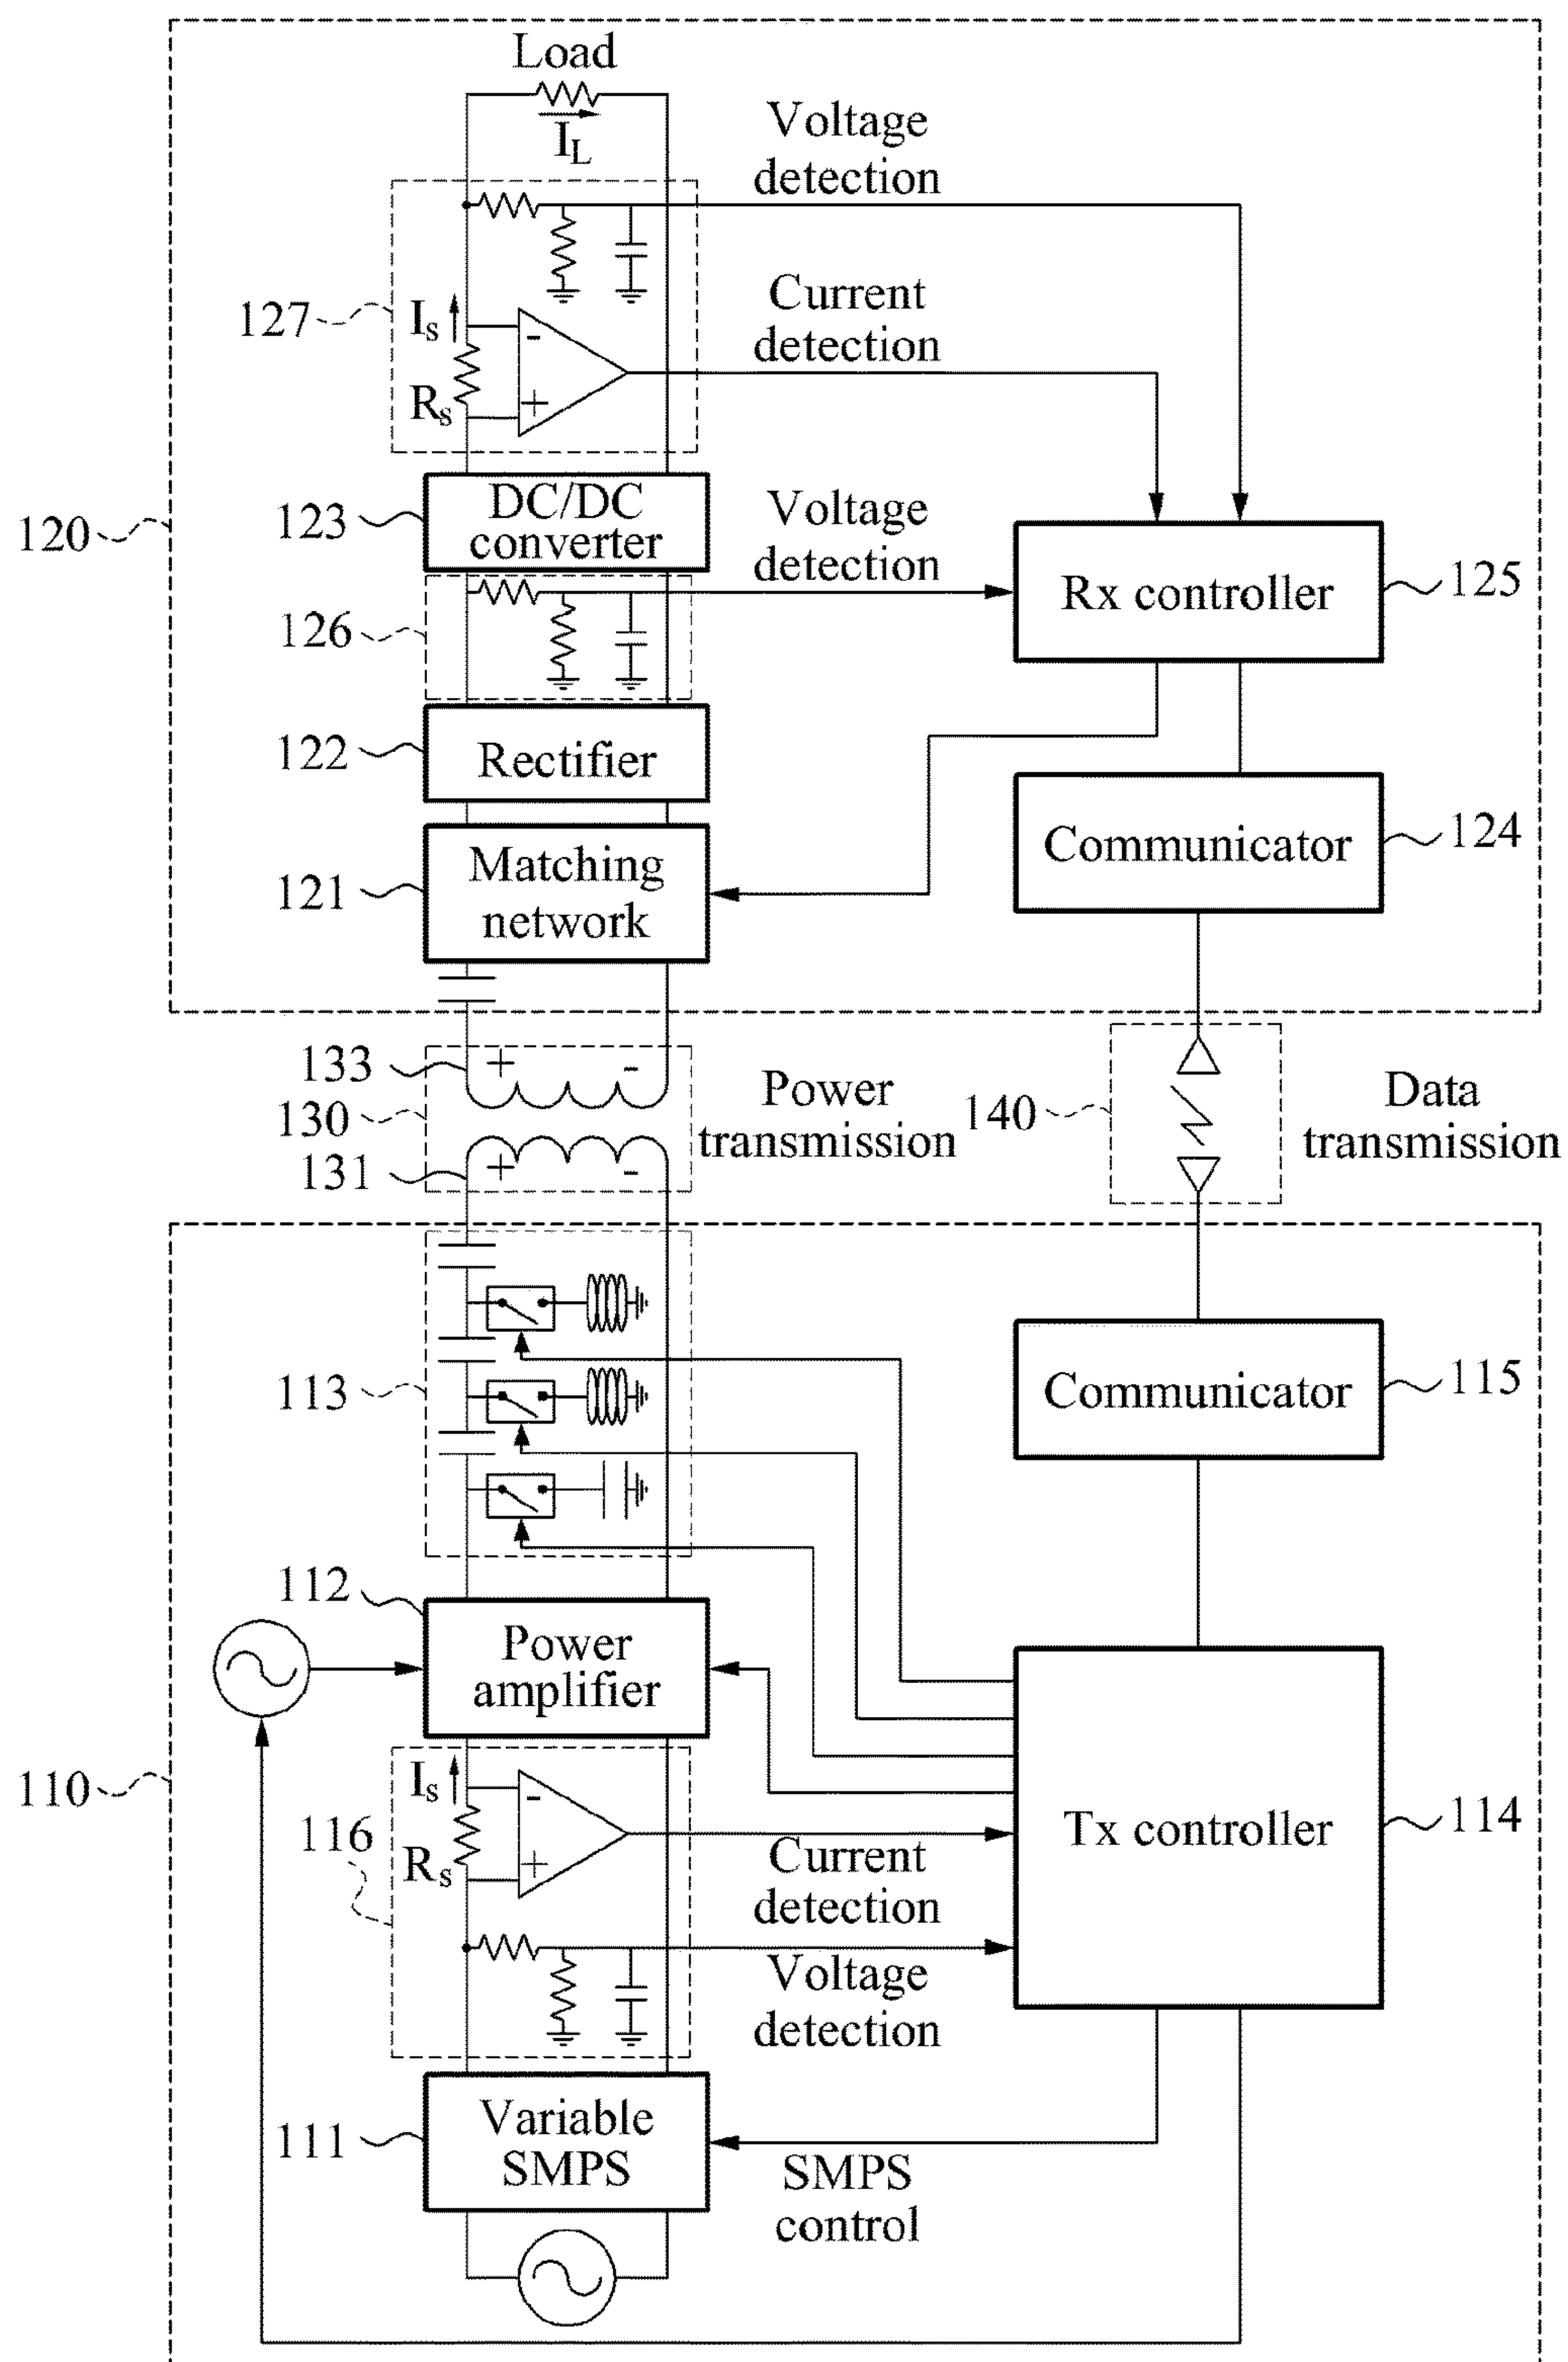 Load
I_L
Voltage
detection
127
I_s
-
Current
detection
R_s
+
120
123
DC/DC
converter
Voltage
detection
Rx controller
125
126
122
Rectifier
121
Matching
network
Communicator
124
133
+ -
130
Power
transmission
140
Data
transmission
131
+ -
113
Communicator
115
112
Power
amplifier
110
I_s
-
116
R_s
+
Current
detection
Tx controller
114
Voltage
detection
111
Variable
SMPS
SMPS
control